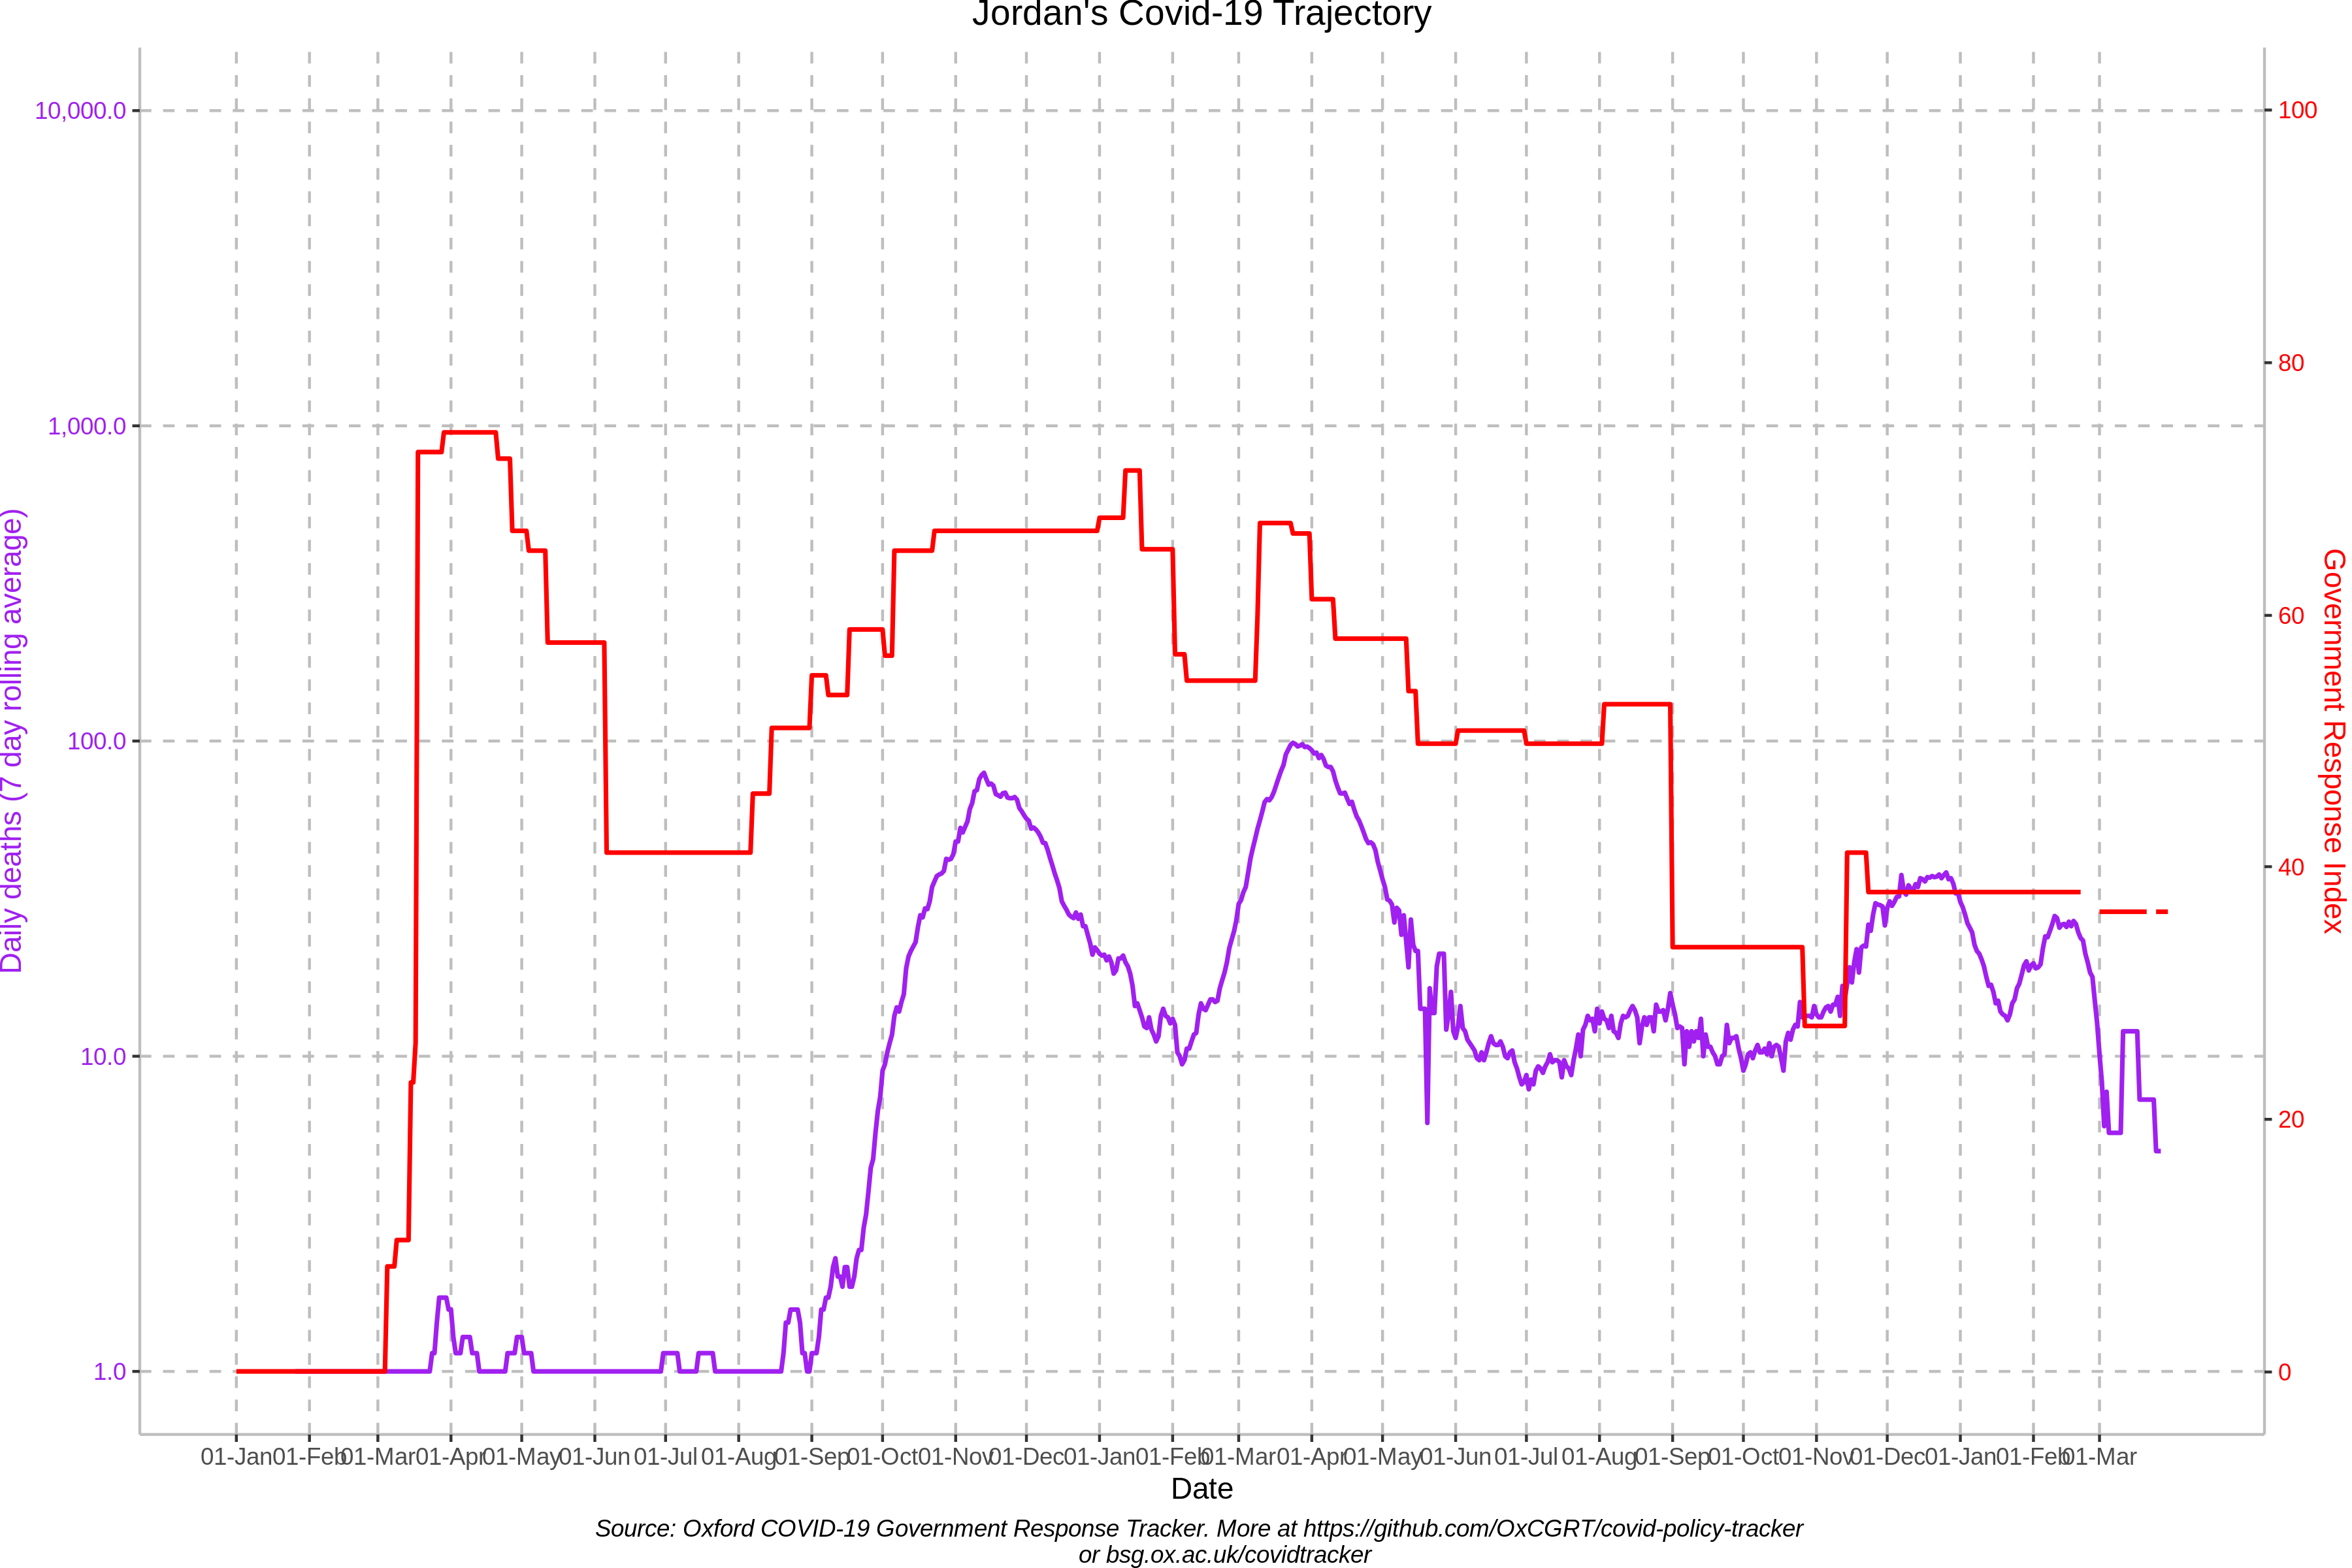 Jordan's Covid-19 Trajectory
10,000.0
1,000.0
100.0
10.0
1.0
Daily deaths (7 day rolling average)
100
80
60
40
20
0
Government Response Index
01-Jan 01-Feb 01-Mar 01-Apr 01-May 01-Jun 01-Jul 01-Aug 01-Sep 01-Oct 01-Nov 01-Dec 01-Jan 01-Feb 01-Mar 01-Apr 01-May 01-Jun 01-Jul 01-Aug 01-Sep 01-Oct 01-Nov 01-Dec 01-Jan 01-Feb 01-Mar
Date
Source: Oxford COVID-19 Government Response Tracker. More at https://github.com/OxCGRT/covid-policy-tracker
or bsg.ox.ac.uk/covidtracker